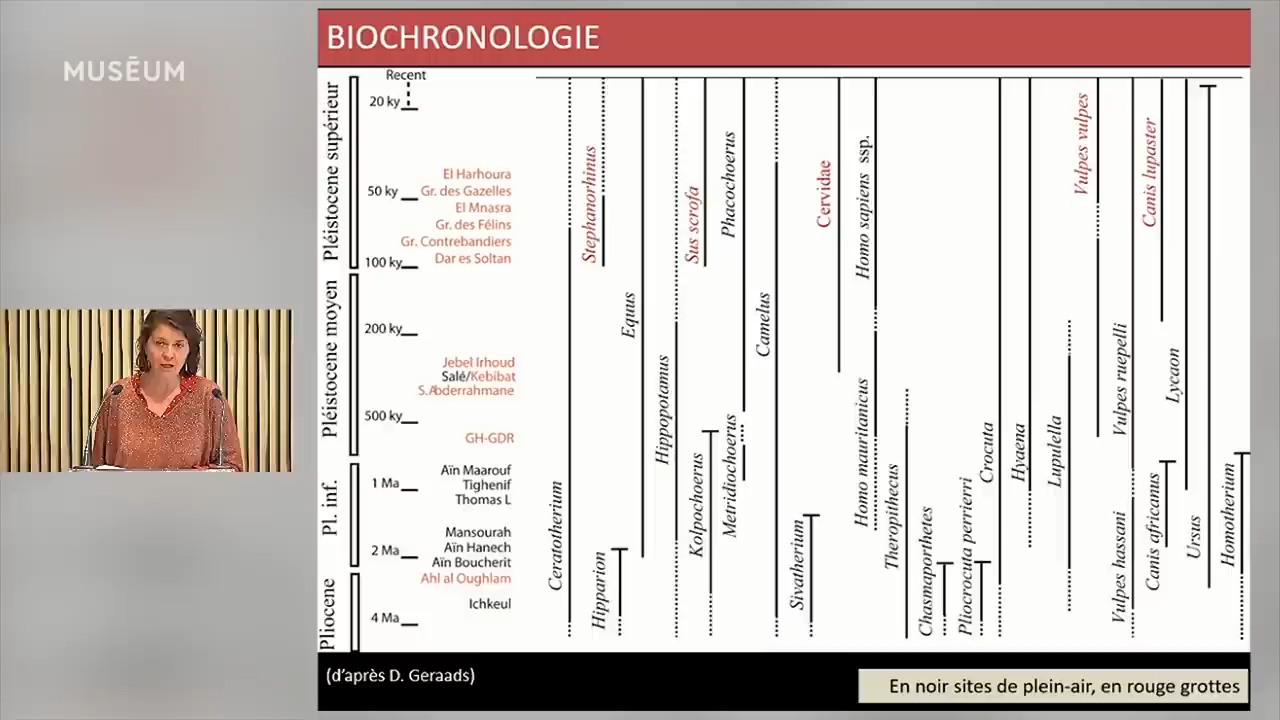 MUSÉUM
BIOCHRONOLOGIE
Recent
20 ky
50 ky
100 ky
200 ky
500 ky
1 Ma
2 Ma
4 Ma
Pléistocene supérieur
Pléistocene moyen
Pl. inf.
Pliocene
El Harhoura
Gr. des Gazelles
El Mnasra
Gr. des Félins
Gr. Contrebandiers
Dar es Soltan
Jebel Irhoud
Salé/Kebibat
S.Abderrahmane
GH-GDR
Aïn Maarouf
Tighenif
Thomas L
Mansourah
Aïn Hanech
Aïn Boucherit
Ahl al Oughlam
Ichkeul
Ceratotherium
Stephanorhinus
Hipparion
Equus
Hippopotamus
Sus scrofa
Kolpochoerus
Phacochoerus
Metridiochoerus
Camelus
Sivatherium
Cervidae
Homo sapiens ssp.
Homo mauritanicus
Theropithecus
Chasmaporthetes
Pliocrocuta perrierri
Crocuta
Hyaena
Lupulella
Vulpes vulpes
Vulpes ruepelli
Vulpes hassani
Canis lupaster
Canis africanus
Lycaon
Ursus
Homotherium
(d'après D. Geraads)
En noir sites de plein-air, en rouge grottes